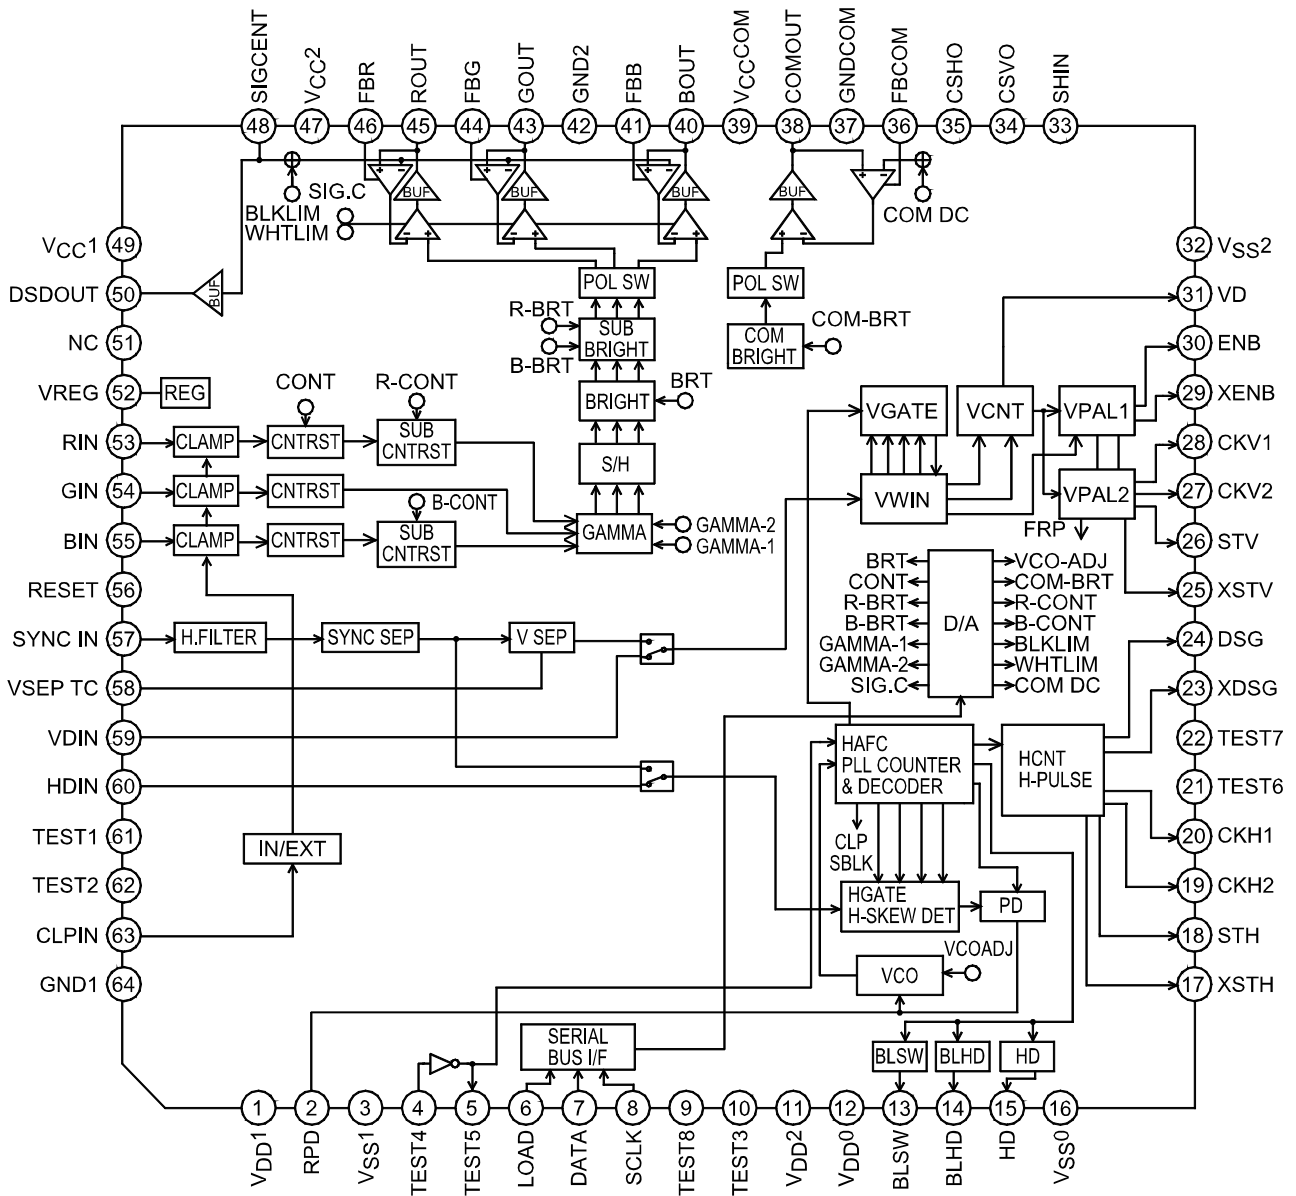 SIGCENT
VCC2
FBR
ROUT
FBG
GOUT
GND2
FBB
BOUT
VCCCOM
COMOUT
GNDCOM
FBCOM
CSHO
CSVO
SHIN
48 47 46 45 44 43 42 41 40 39 38 37 36 35 34 33
+ - + - + - + -
SIG.C
BUF BUF BUF BUF
COM DC
BLKLIM
WHTLIM
- + - + - + + -
VCC1 49
32 VSS2
POL SW
POL SW
DSDOUT 50
BUF
31 VD
R-BRT
SUB BRIGHT
B-BRT
COM BRIGHT
COM-BRT
NC 51
30 ENB
CONT
R-CONT
BRT
VREG 52 REG
BRIGHT
VGATE
VCNT
VPAL1
29 XENB
RIN 53 CLAMP CNTRST
SUB CNTRST
28 CKV1
S/H
GIN 54 CLAMP CNTRST
B-CONT
VWIN
VPAL2
27 CKV2
BIN 55 CLAMP CNTRST
SUB CNTRST
GAMMA
GAMMA-2
GAMMA-1
FRP
26 STV
RESET 56
25 XSTV
BRT
CONT
R-BRT
B-BRT
GAMMA-1
GAMMA-2
SIG.C
D/A
VCO-ADJ
COM-BRT
R-CONT
B-CONT
BLKLIM
WHTLIM
COM DC
SYNC IN 57 H.FILTER SYNC SEP V SEP
24 DSG
VSEP TC 58
23 XDSG
VDIN 59
22 TEST7
HAFC
PLL COUNTER
& DECODER
HCNT
H-PULSE
HDIN 60
21 TEST6
TEST1 61
IN/EXT
CLP
SBLK
20 CKH1
TEST2 62
HGATE
H-SKEW DET
PD
19 CKH2
CLPIN 63
18 STH
VCOADJ
GND1 64
VCO
17 XSTH
SERIAL
BUS I/F
BLSW BLHD HD
1 2 3 4 5 6 7 8 9 10 11 12 13 14 15 16
VDD1
RPD
VSS1
TEST4
TEST5
LOAD
DATA
SCLK
TEST8
TEST3
VDD2
VDD0
BLSW
BLHD
HD
VSS0